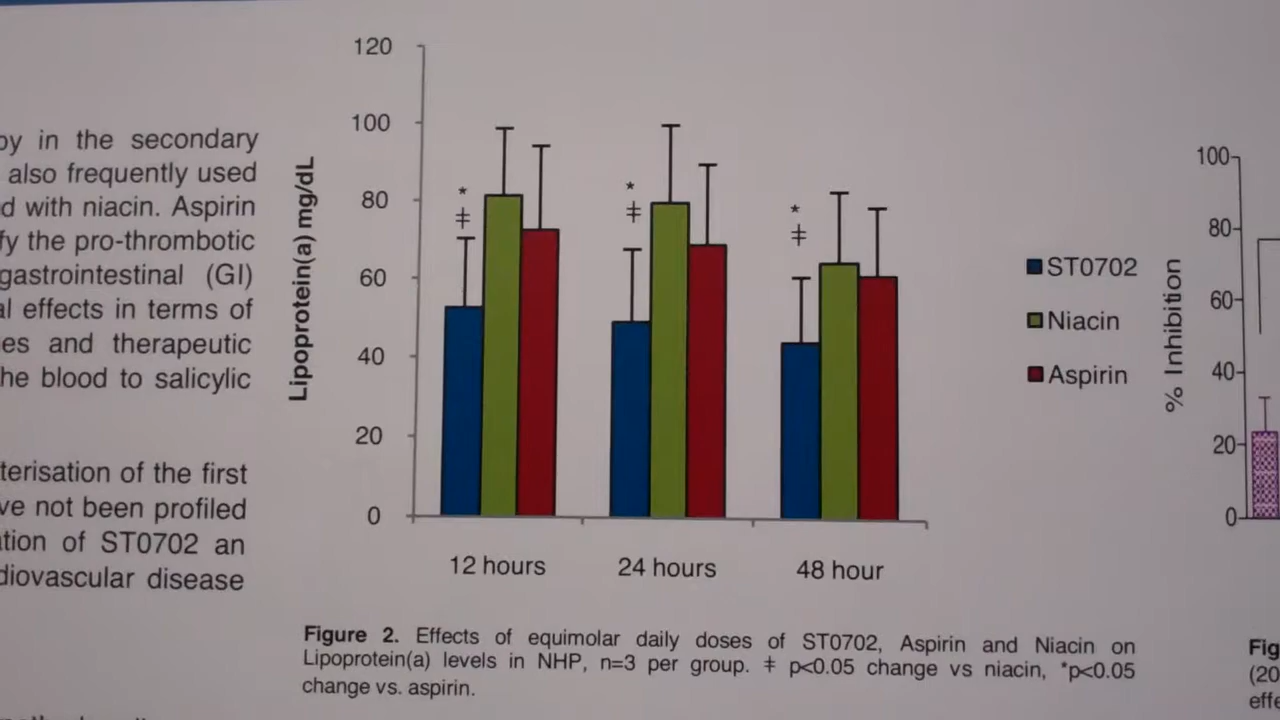 by in the secondary
also frequently used
d with niacin. Aspirin
fy the pro-thrombotic
gastrointestinal (GI)
al effects in terms of
es and therapeutic
he blood to salicylic
terisation of the first
ve not been profiled
ation of ST0702 an
diovascular disease
Lipoprotein(a) mg/dL
120
100
80
60
40
20
0
*
ǂ
*
ǂ
*
ǂ
12 hours 24 hours 48 hour
ST0702
Niacin
Aspirin
Figure 2. Effects of equimolar daily doses of ST0702, Aspirin and Niacin on
Lipoprotein(a) levels in NHP, n=3 per group. ǂ p<0.05 change vs niacin, *p<0.05
change vs. aspirin.
% Inhibition
100
80
60
40
20
0
Fig
(20
effe